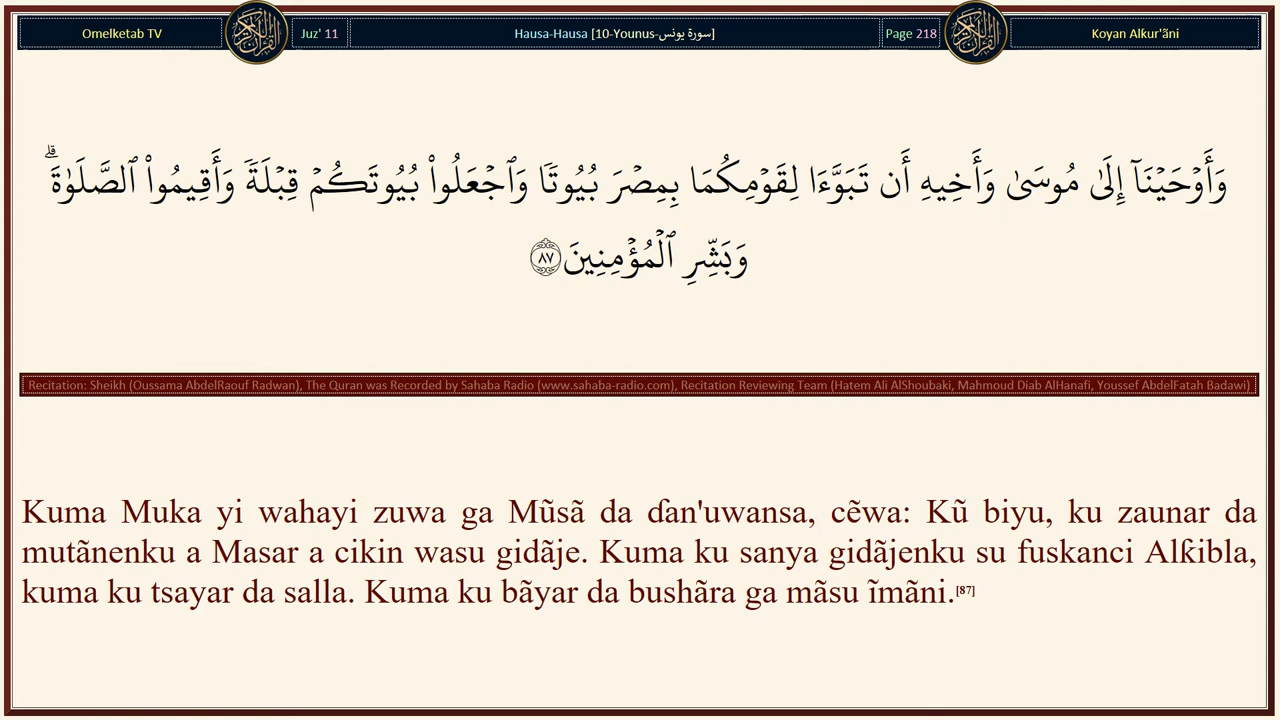 Omelketab TV
Juz' 11
Hausa-Hausa [10-Younus-سورة يونس]
Page 218
Koyan Alƙur'ãni
وَأَوۡحَيۡنَآ إِلَىٰ مُوسَىٰ وَأَخِيهِ أَن تَبَوَّءَا لِقَوۡمِكُمَا بِمِصۡرَ بُيُوتٗا وَٱجۡعَلُواْ بُيُوتَكُمۡ قِبۡلَةٗ وَأَقِيمُواْ ٱلصَّلَوٰةَۗ
وَبَشِّرِ ٱلۡمُؤۡمِنِينَ ٨٧
Recitation: Sheikh (Oussama AbdelRaouf Radwan), The Quran was Recorded by Sahaba Radio (www.sahaba-radio.com), Recitation Reviewing Team (Hatem Ali AlShoubaki, Mahmoud Diab AlHanafi, Youssef AbdelFatah Badawi)
Kuma Muka yi wahayi zuwa ga Mũsã da ɗan'uwansa, cẽwa: Kũ biyu, ku zaunar da
mutãnenku a Masar a cikin wasu gidãje. Kuma ku sanya gidãjenku su fuskanci Alƙibla,
kuma ku tsayar da salla. Kuma ku bãyar da bushãra ga mãsu ĩmãni.[87]